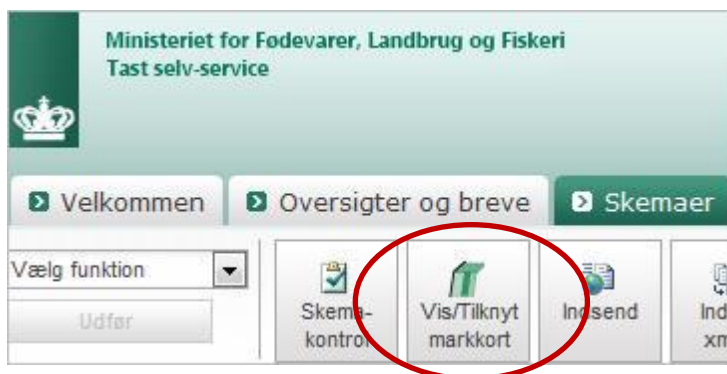 Ministeriet for Fødevarer, Landbrug og Fiskeri
Tast selv-service
Velkommen
Oversigter og breve
Skemaer
Vælg funktion
Udfør
Skema-
kontrol
Vis/Tilknyt
markkort
Indsend